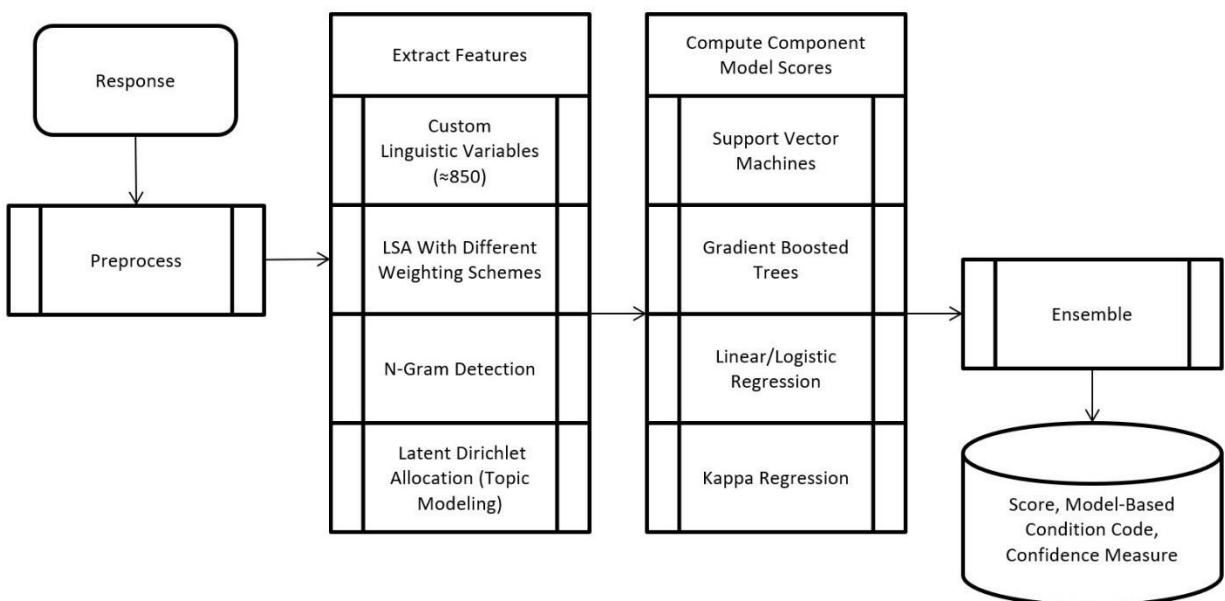 Response
Preprocess
Extract Features
Custom
Linguistic Variables
(≈850)
LSA With Different
Weighting Schemes
N-Gram Detection
Latent Dirichlet
Allocation (Topic
Modeling)
Compute Component
Model Scores
Support Vector
Machines
Gradient Boosted
Trees
Linear/Logistic
Regression
Kappa Regression
Ensemble
Score, Model-Based
Condition Code,
Confidence Measure